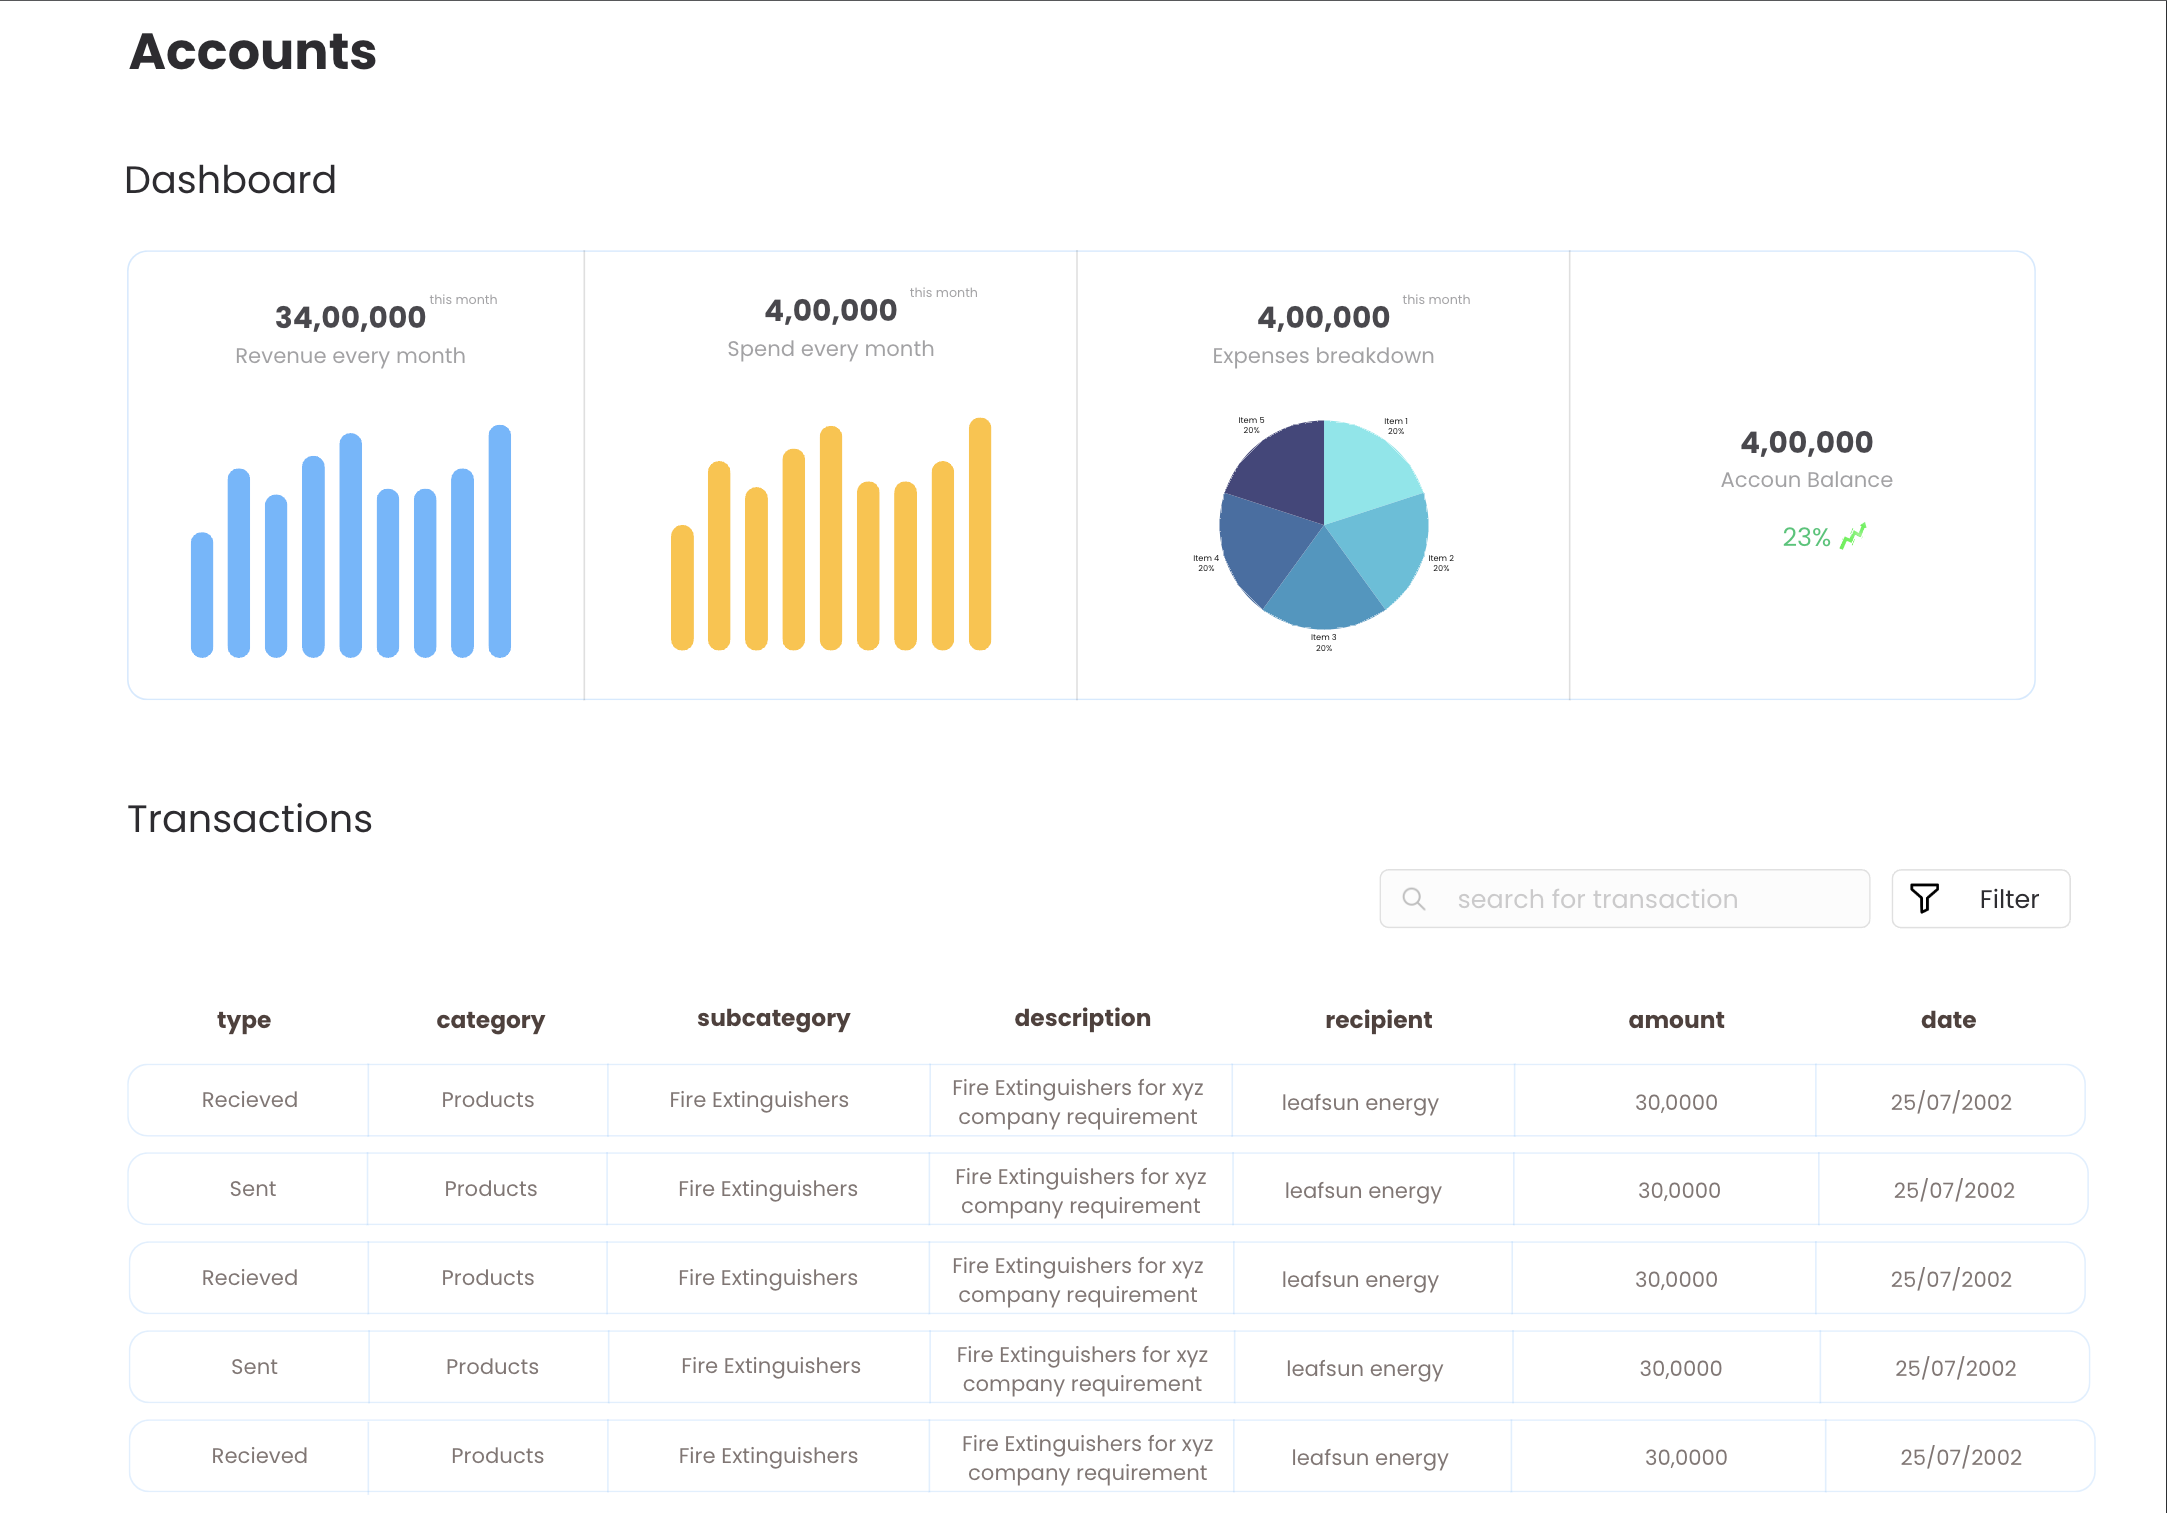 Accounts
Dashboard
34,00,000 this month
Revenue every month
4,00,000 this month
Spend every month
4,00,000 this month
Expenses breakdown
Item 5
20%
Item 1
20%
Item 4
20%
Item 2
20%
Item 3
20%
4,00,000
Accoun Balance
23%
Transactions
search for transaction
Filter
type category subcategory description recipient amount date
Recieved Products Fire Extinguishers Fire Extinguishers for xyz
company requirement leafsun energy 30,0000 25/07/2002
Sent Products Fire Extinguishers Fire Extinguishers for xyz
company requirement leafsun energy 30,0000 25/07/2002
Recieved Products Fire Extinguishers Fire Extinguishers for xyz
company requirement leafsun energy 30,0000 25/07/2002
Sent Products Fire Extinguishers Fire Extinguishers for xyz
company requirement leafsun energy 30,0000 25/07/2002
Recieved Products Fire Extinguishers Fire Extinguishers for xyz
company requirement leafsun energy 30,0000 25/07/2002